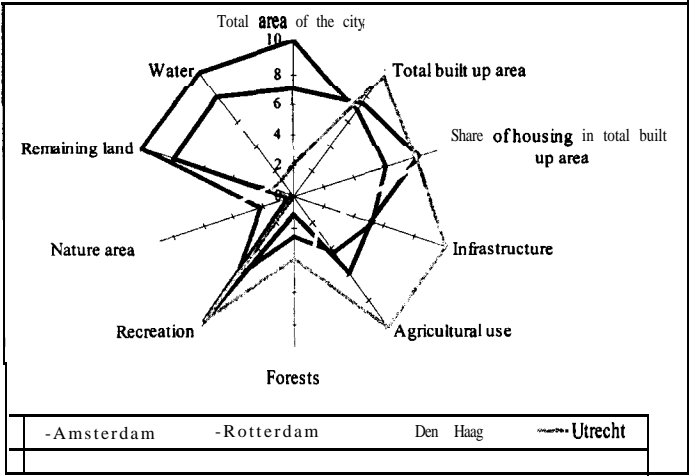 Total area of the city
10
Water
8
Total built up area
6
Share of housing in total built
up area
4
Remaining land
2
0
Nature area
Infrastructure
Recreation
Agricultural use
Forests
-Amsterdam -Rotterdam Den Haag Utrecht